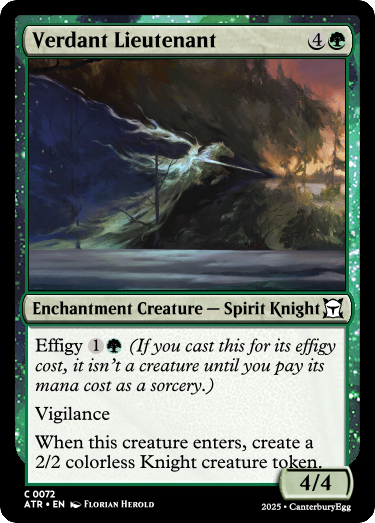 Verdant Lieutenant 4
Enchantment Creature — Spirit Knight
Effigy 1 (If you cast this for its effigy
cost, it isn't a creature until you pay its
mana cost as a sorcery.)
Vigilance
When this creature enters, create a
2/2 colorless Knight creature token.
4/4
C 0072
ATR • EN Florian Herold
2025 • CanterburyEgg